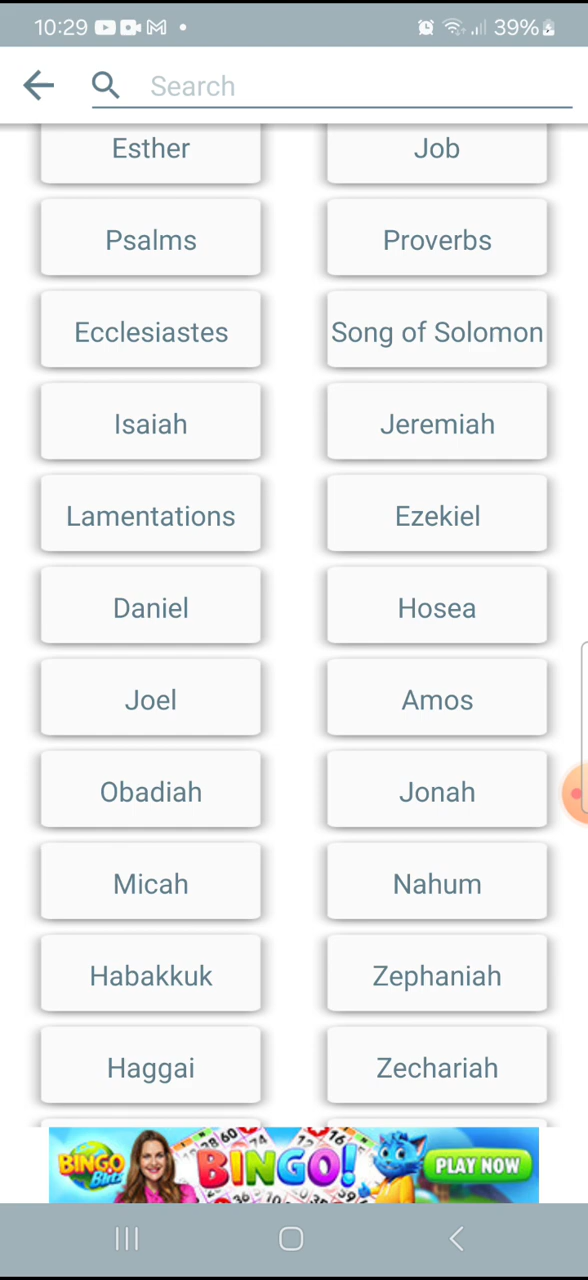 10:29 39%
Search
Esther Job
Psalms Proverbs
Ecclesiastes Song of Solomon
Isaiah Jeremiah
Lamentations Ezekiel
Daniel Hosea
Joel Amos
Obadiah Jonah
Micah Nahum
Habakkuk Zephaniah
Haggai Zechariah
BINGO Blitz BINGO! PLAY NOW